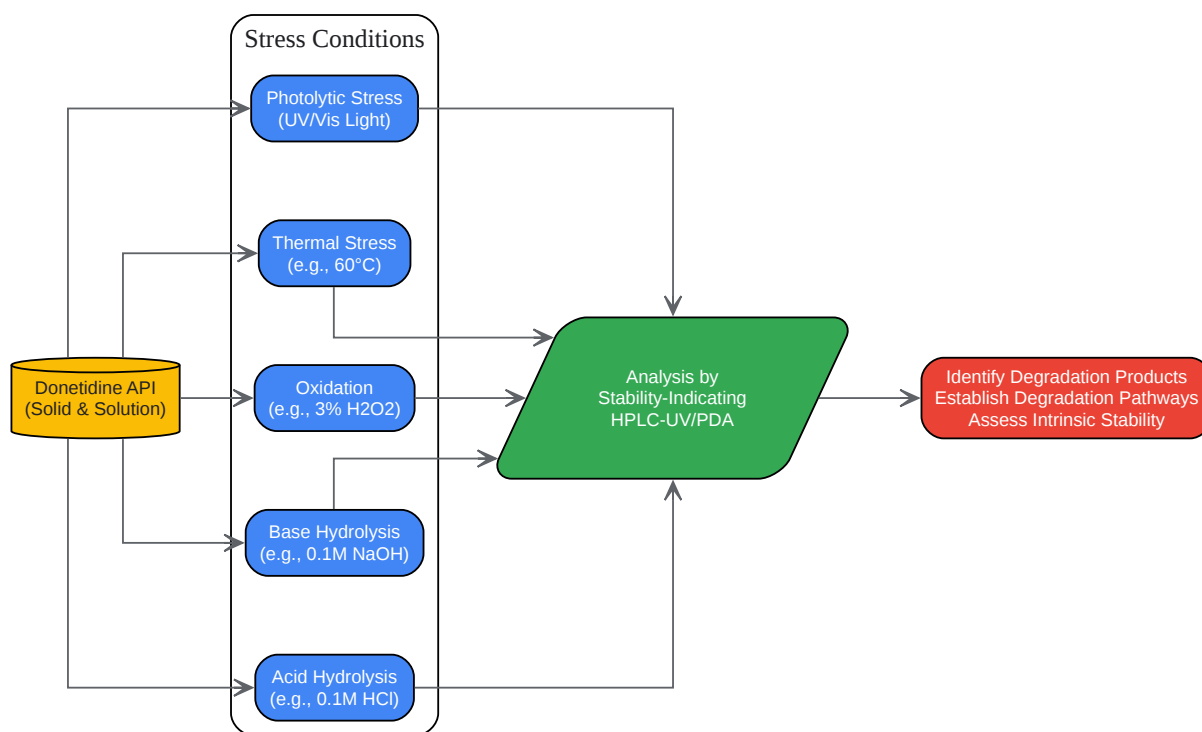 Stress Conditions
Photolytic Stress
(UV/Vis Light)
Thermal Stress
(e.g., 60°C)
Donetidine API
(Solid & Solution)
Oxidation
(e.g., 3% H2O2)
Base Hydrolysis
(e.g., 0.1M NaOH)
Acid Hydrolysis
(e.g., 0.1M HCl)
Analysis by
Stability-Indicating
HPLC-UV/PDA
Identify Degradation Products
Establish Degradation Pathways
Assess Intrinsic Stability